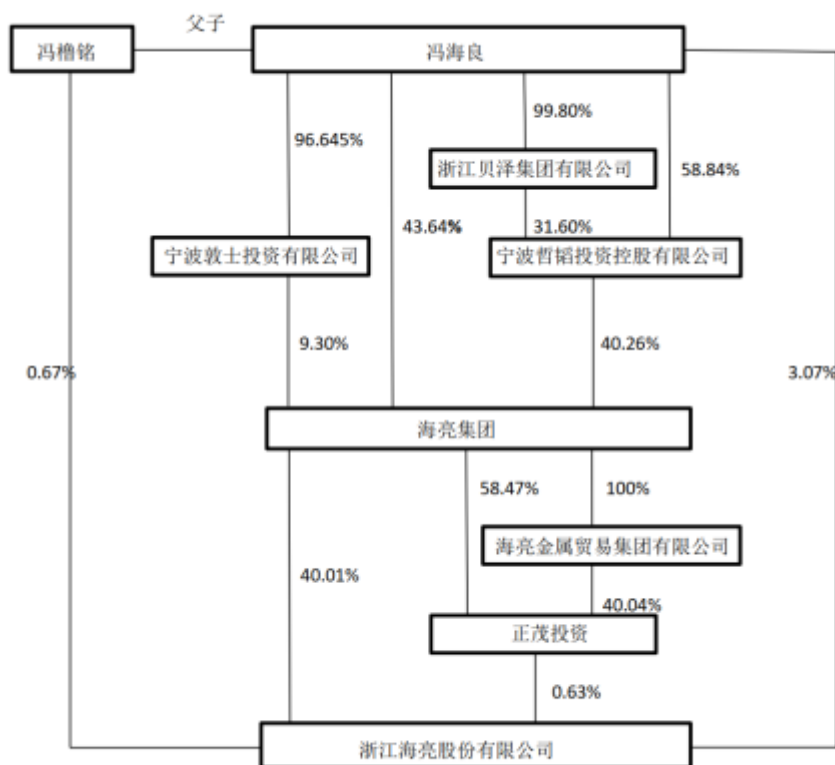 父子
冯橹铭
冯海良
99.80%
96.645%
浙江贝泽集团有限公司
58.84%
43.64%
31.60%
宁波敦士投资有限公司
宁波哲韬投资控股有限公司
9.30%
40.26%
0.67%
3.07%
海亮集团
58.47%
100%
海亮金属贸易集团有限公司
40.01%
40.04%
正茂投资
0.63%
浙江海亮股份有限公司